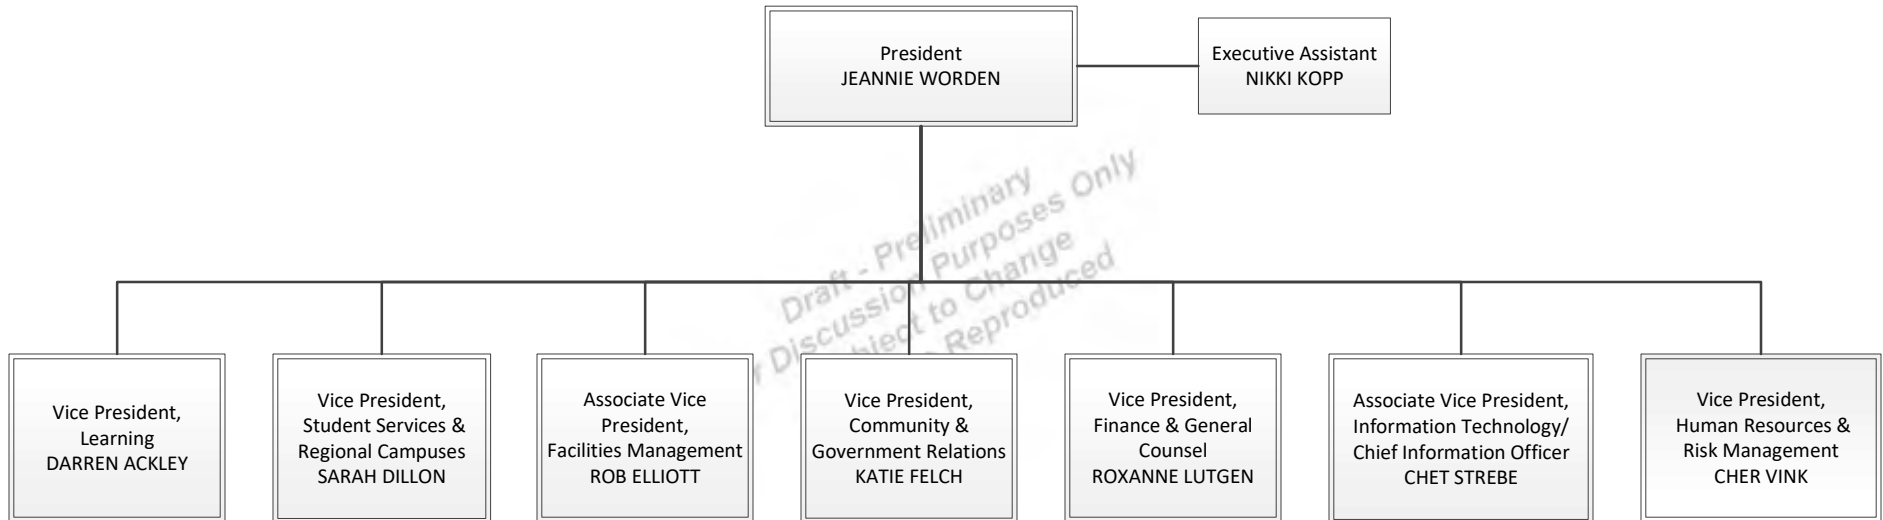 President
JEANNIE WORDEN
Executive Assistant
NIKKI KOPP
Draft - Preliminary
Discussion Purposes Only
to Change
Reproduced
Vice President,
Learning
DARREN ACKLEY
Vice President,
Student Services &
Regional Campuses
SARAH DILLON
Associate Vice
President,
Facilities Management
ROB ELLIOTT
Vice President,
Community &
Government Relations
KATIE FELCH
Vice President,
Finance & General
Counsel
ROXANNE LUTGEN
Associate Vice President,
Information Technology/
Chief Information Officer
CHET STREBE
Vice President,
Human Resources &
Risk Management
CHER VINK